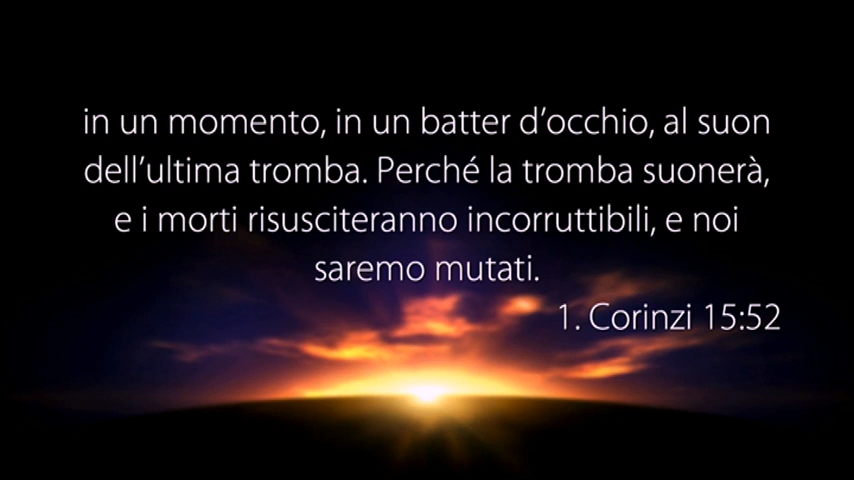 in un momento, in un batter d’occhio, al suon
dell’ultima tromba. Perché la tromba suonerà,
e i morti risusciteranno incorruttibili, e noi
saremo mutati.
1. Corinzi 15:52